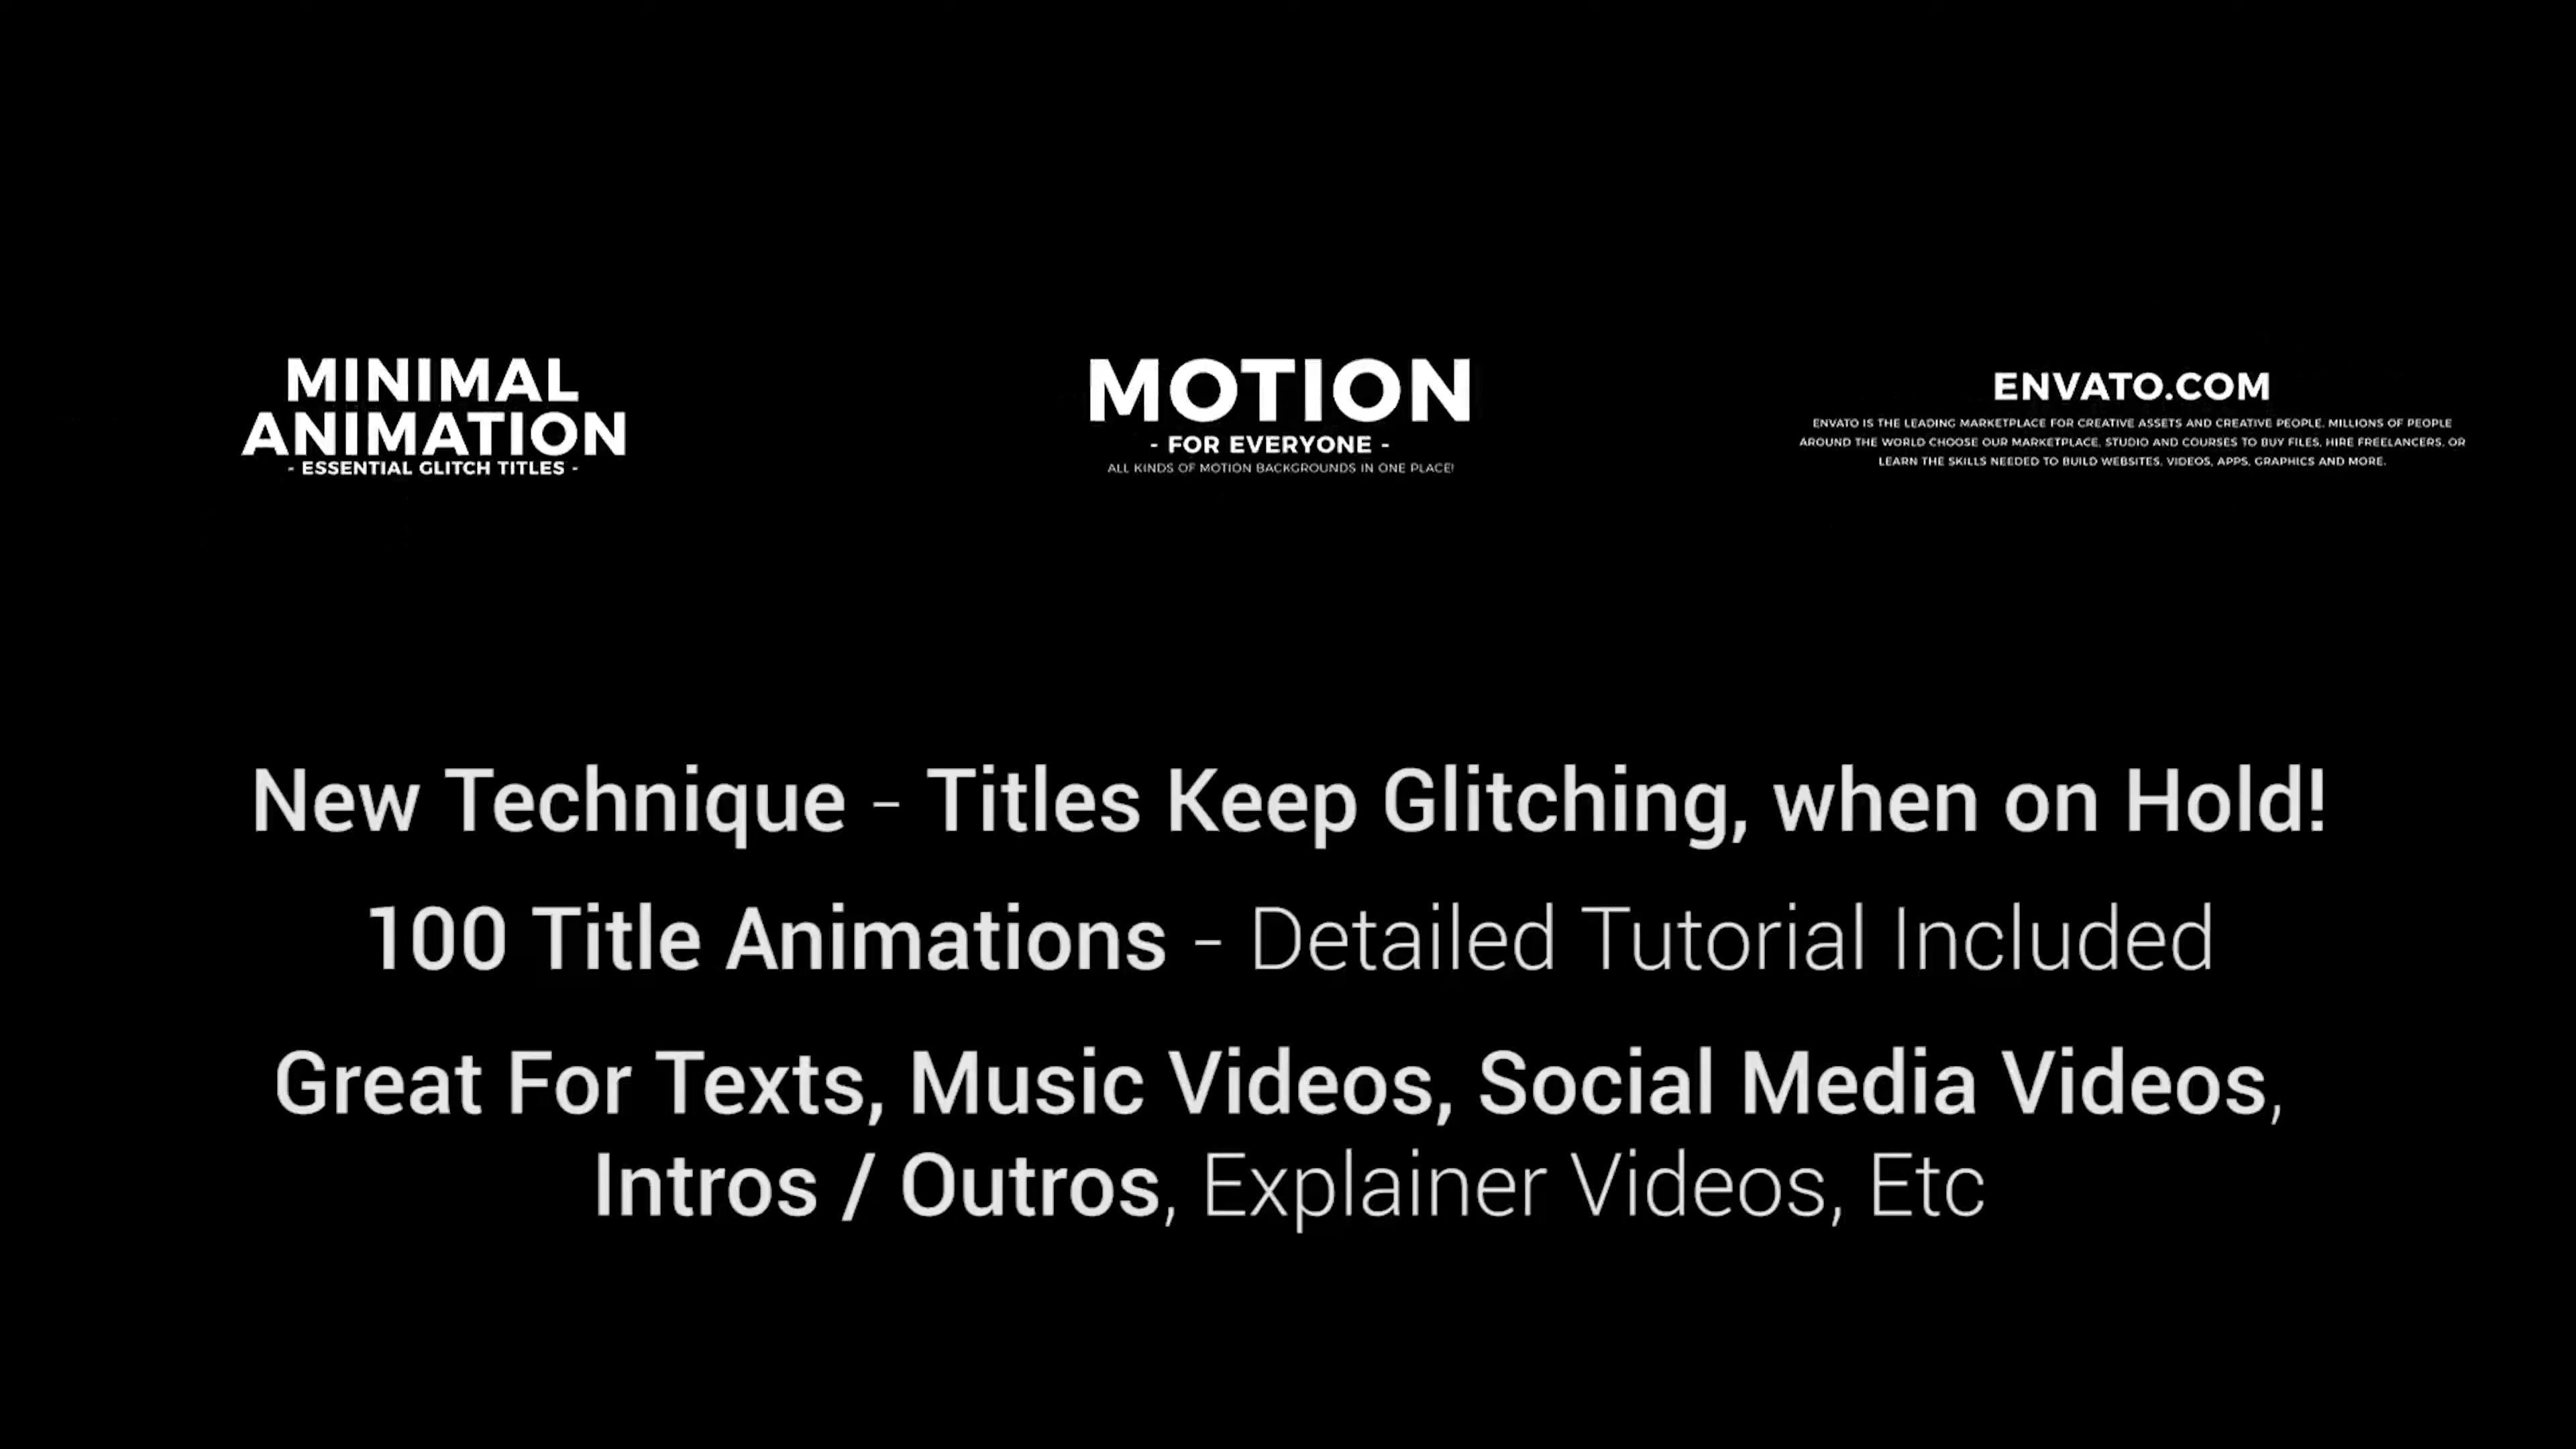 MINIMAL
ANIMATION
- ESSENTIAL GLITCH TITLES -
MOTION
- FOR EVERYONE -
ALL KINDS OF MOTION BACKGROUNDS IN ONE PLACE!
ENVATO.COM
ENVATO IS THE LEADING MARKETPLACE FOR CREATIVE ASSETS AND CREATIVE PEOPLE. MILLIONS OF PEOPLE
AROUND THE WORLD CHOOSE OUR MARKETPLACE, STUDIO AND COURSES TO BUY FILES, HIRE FREELANCERS, OR
LEARN THE SKILLS NEEDED TO BUILD WEBSITES, VIDEOS, APPS, GRAPHICS AND MORE.
New Technique - Titles Keep Glitching, when on Hold!
100 Title Animations - Detailed Tutorial Included
Great For Texts, Music Videos, Social Media Videos,
Intros / Outros, Explainer Videos, Etc